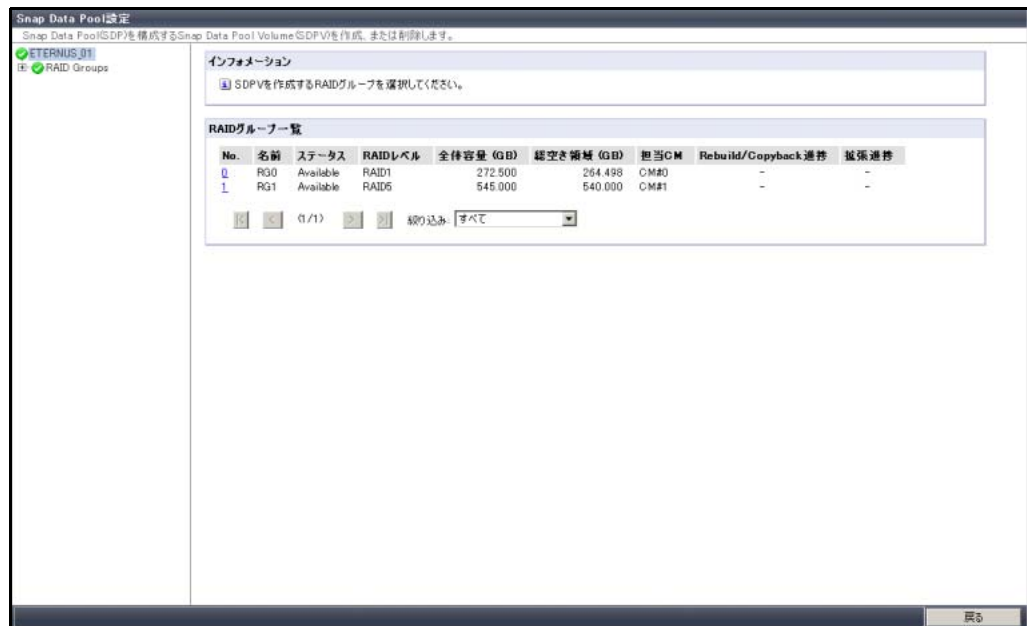 Snap Data Pool設定
Snap Data Pool(SDP)を構成するSnap Data Pool Volume(SDPV)を作成、または削除します。
ETERNUS_01
RAID Groups
インフォメーション
SDPVを作成するRAIDグループを選択してください。
RAIDグループ一覧
No. 名前 ステータス RAIDレベル 全体容量 (GB) 総空き領域 (GB) 担当CM Rebuild/Copyback進捗 拡張進捗
0 RG0 Available RAID1 272.500 264.498 CM#0 - -
1 RG1 Available RAID5 545.000 540.000 CM#1 - -
|< < (1/1) > >| 絞り込み: すべて
戻る